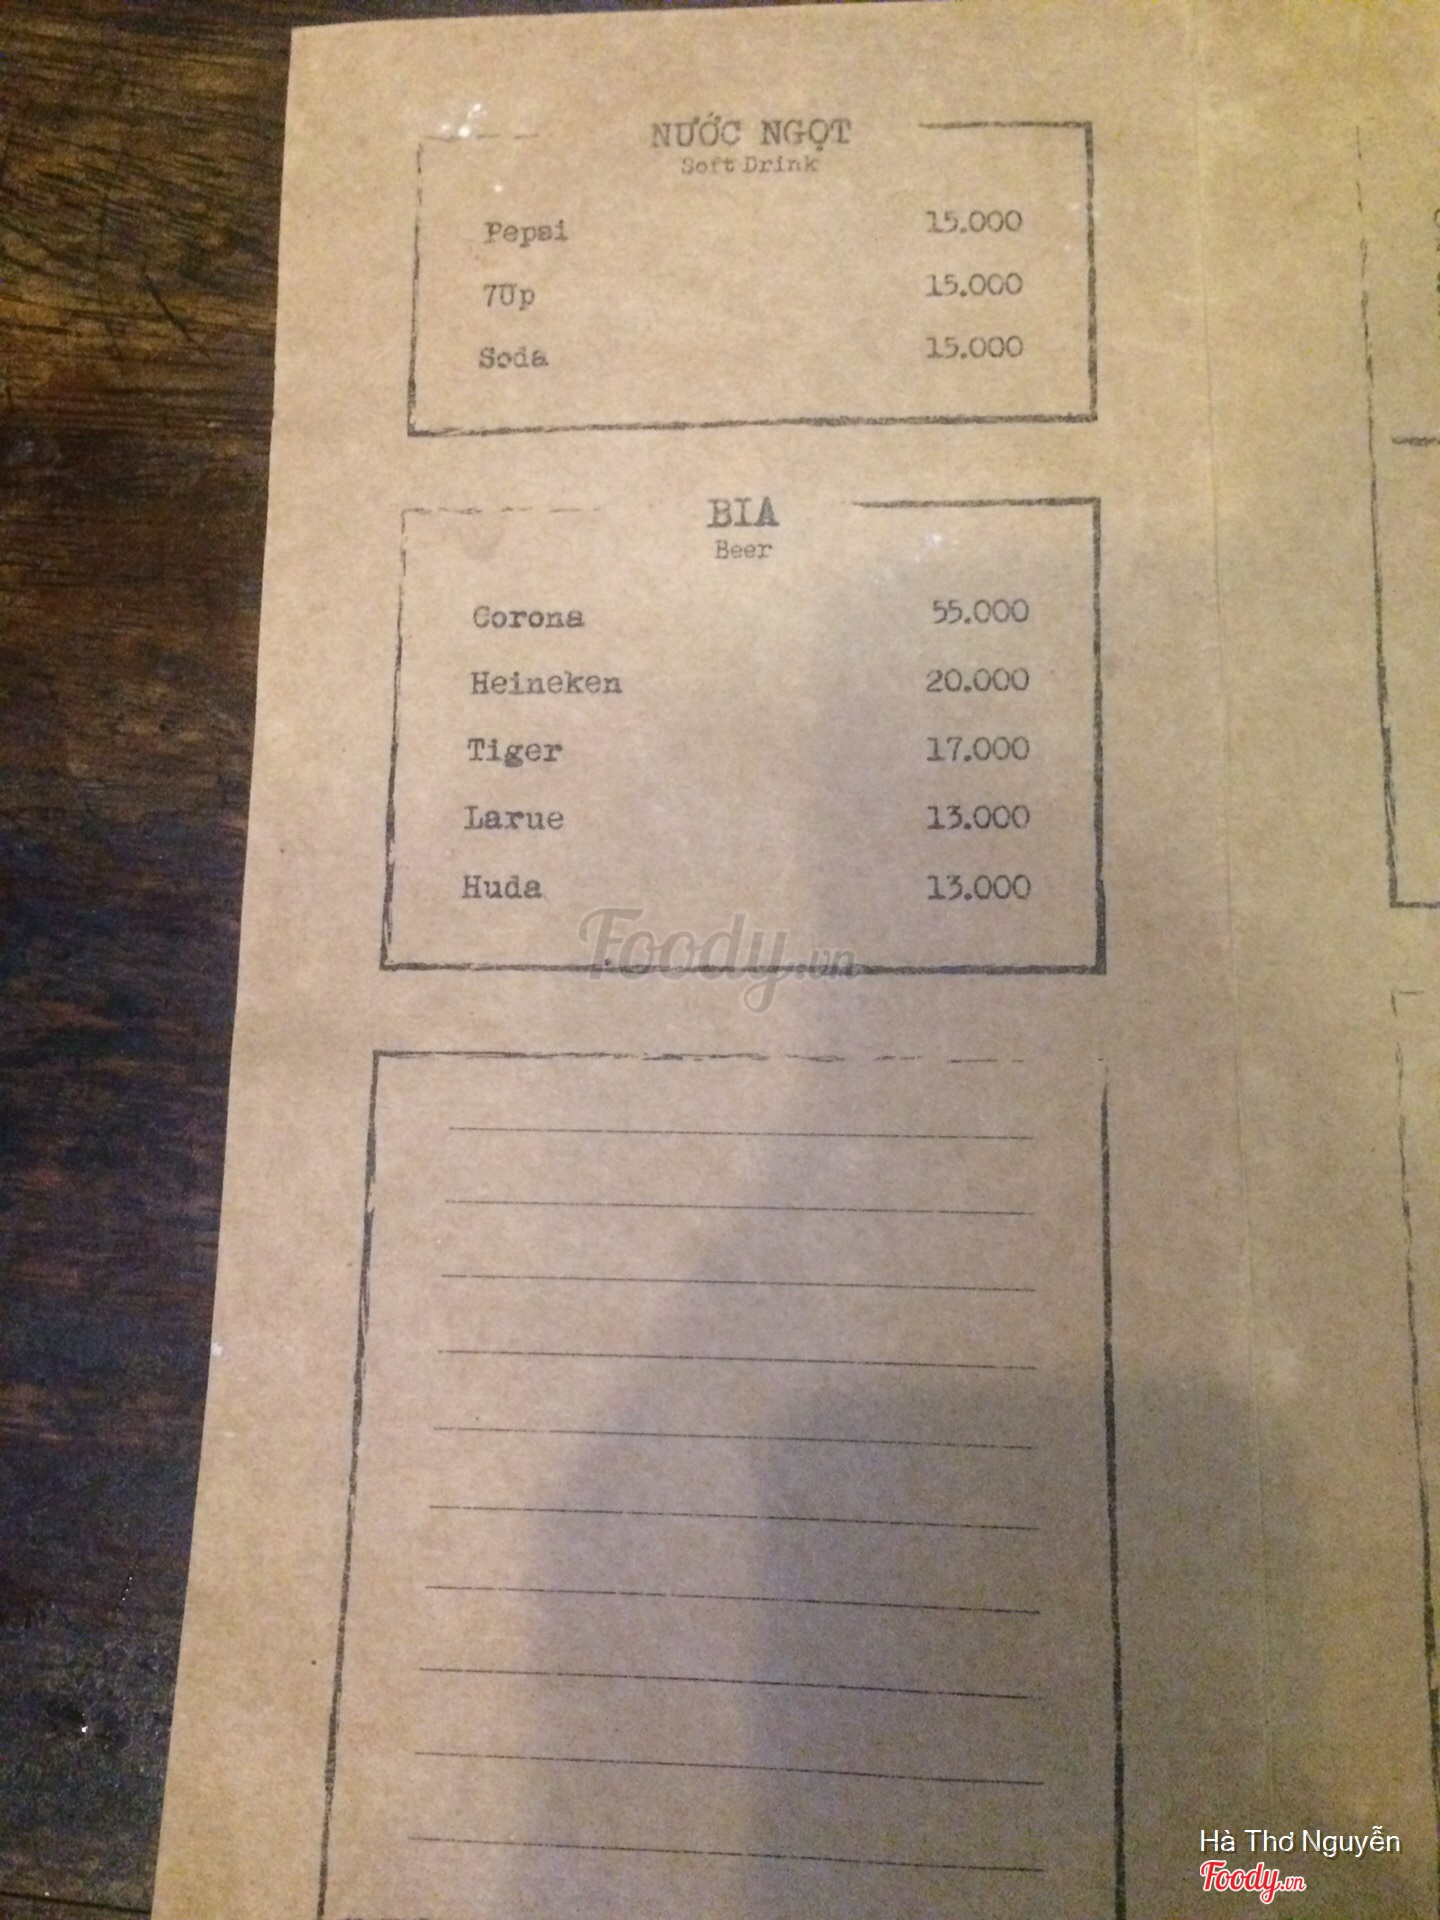 NƯỚC NGỌT
Soft Drink
Pepsi 15.000
7Up 15.000
Soda 15.000
BIA
Beer
Corona 55.000
Heineken 20.000
Tiger 17.000
Larue 13.000
Huda 13.000
Foody.vn
Hà Thơ Nguyễn
Foody.vn